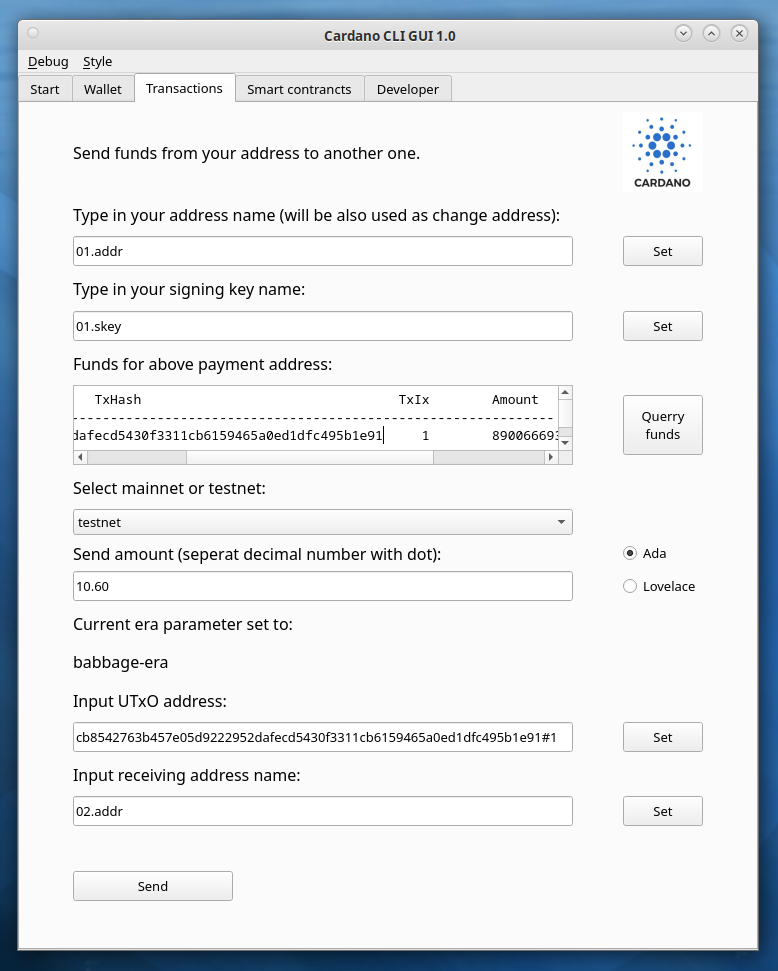 Cardano CLI GUI 1.0
Debug Style
Start Wallet Transactions Smart contrancts Developer
Send funds from your address to another one.
CARDANO
Type in your address name (will be also used as change address):
01.addr Set
Type in your signing key name:
01.skey Set
Funds for above payment address:
TxHash TxIx Amount
--------------------------------------------------------------
dafecd5430f3311cb6159465a0ed1dfc495b1e91 1 890066693
Querry
funds
Select mainnet or testnet:
testnet
Send amount (seperat decimal number with dot):
Ada
10.60 Lovelace
Current era parameter set to:
babbage-era
Input UTxO address:
cb8542763b457e05d9222952dafecd5430f3311cb6159465a0ed1dfc495b1e91#1 Set
Input receiving address name:
02.addr Set
Send